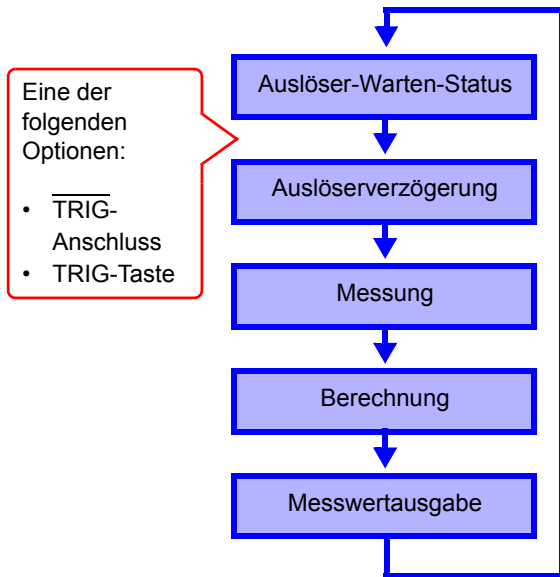 Eine der
folgenden
Optionen:
• TRIG-
Anschluss
• TRIG-Taste
Auslöser-Warten-Status
Auslöserverzögerung
Messung
Berechnung
Messwertausgabe